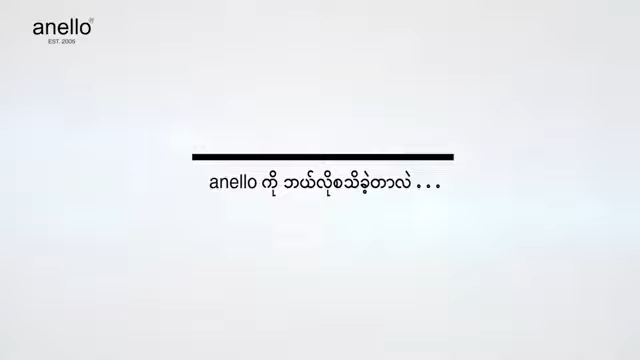 anello®
EST. 2005
anello ကို ဘယ်လိုစသိခဲ့တာလဲ . . .